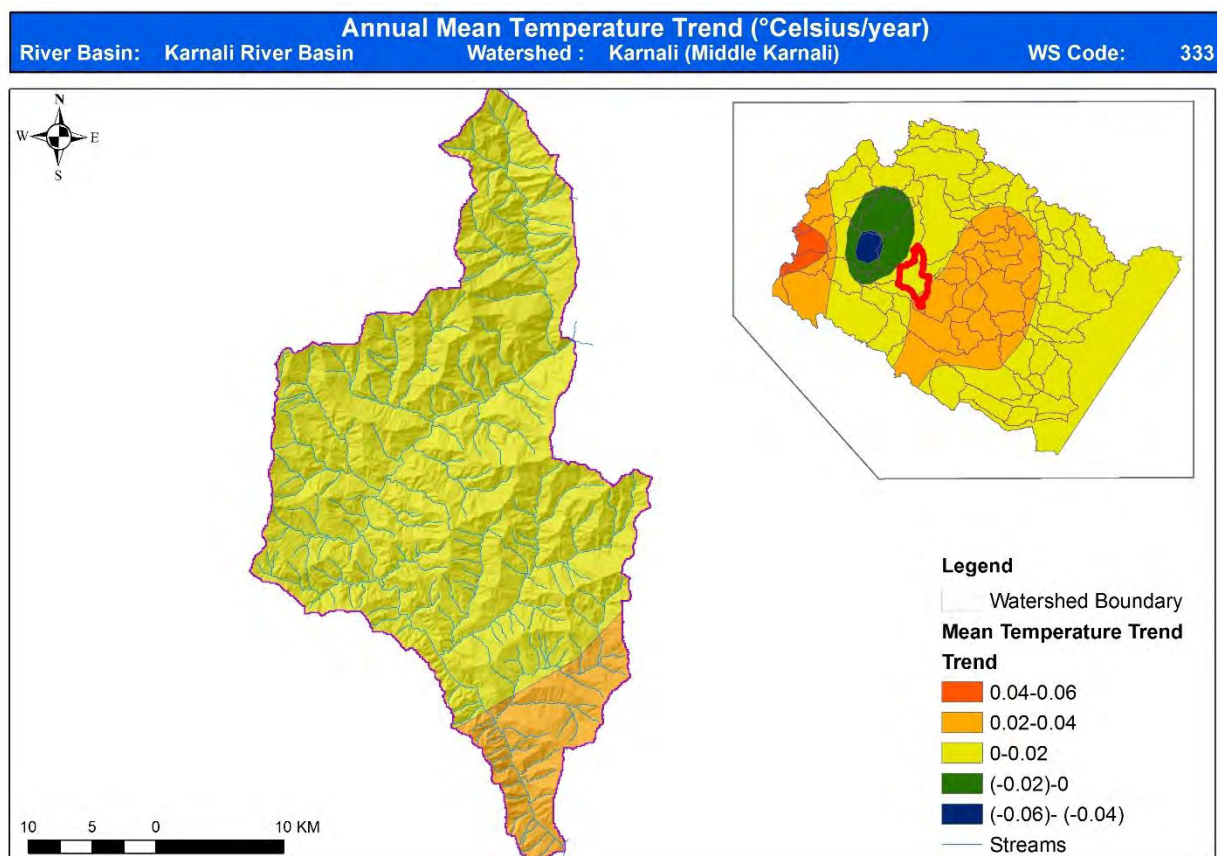 Annual Mean Temperature Trend (°Celsius/year)
River Basin: Karnali River Basin Watershed : Karnali (Middle Karnali) WS Code: 333
N
W E
S
Legend
Watershed Boundary
Mean Temperature Trend
Trend
0.04-0.06
0.02-0.04
0-0.02
(-0.02)-0
(-0.06)- (-0.04)
Streams
10 5 0 10 KM